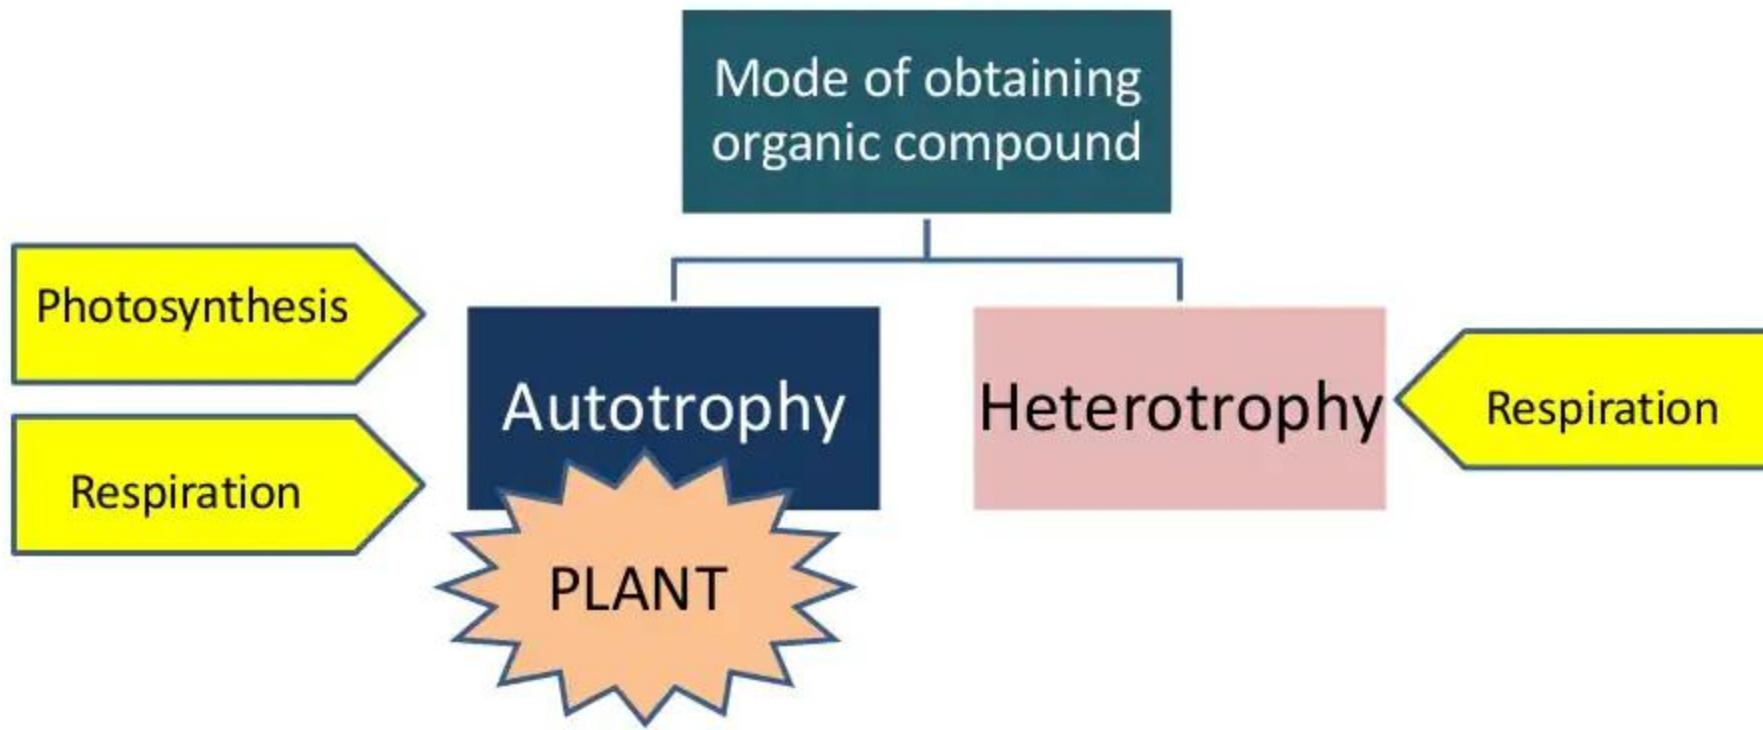 Mode of obtaining
organic compound
Photosynthesis
Respiration
Autotrophy
PLANT
Heterotrophy
Respiration